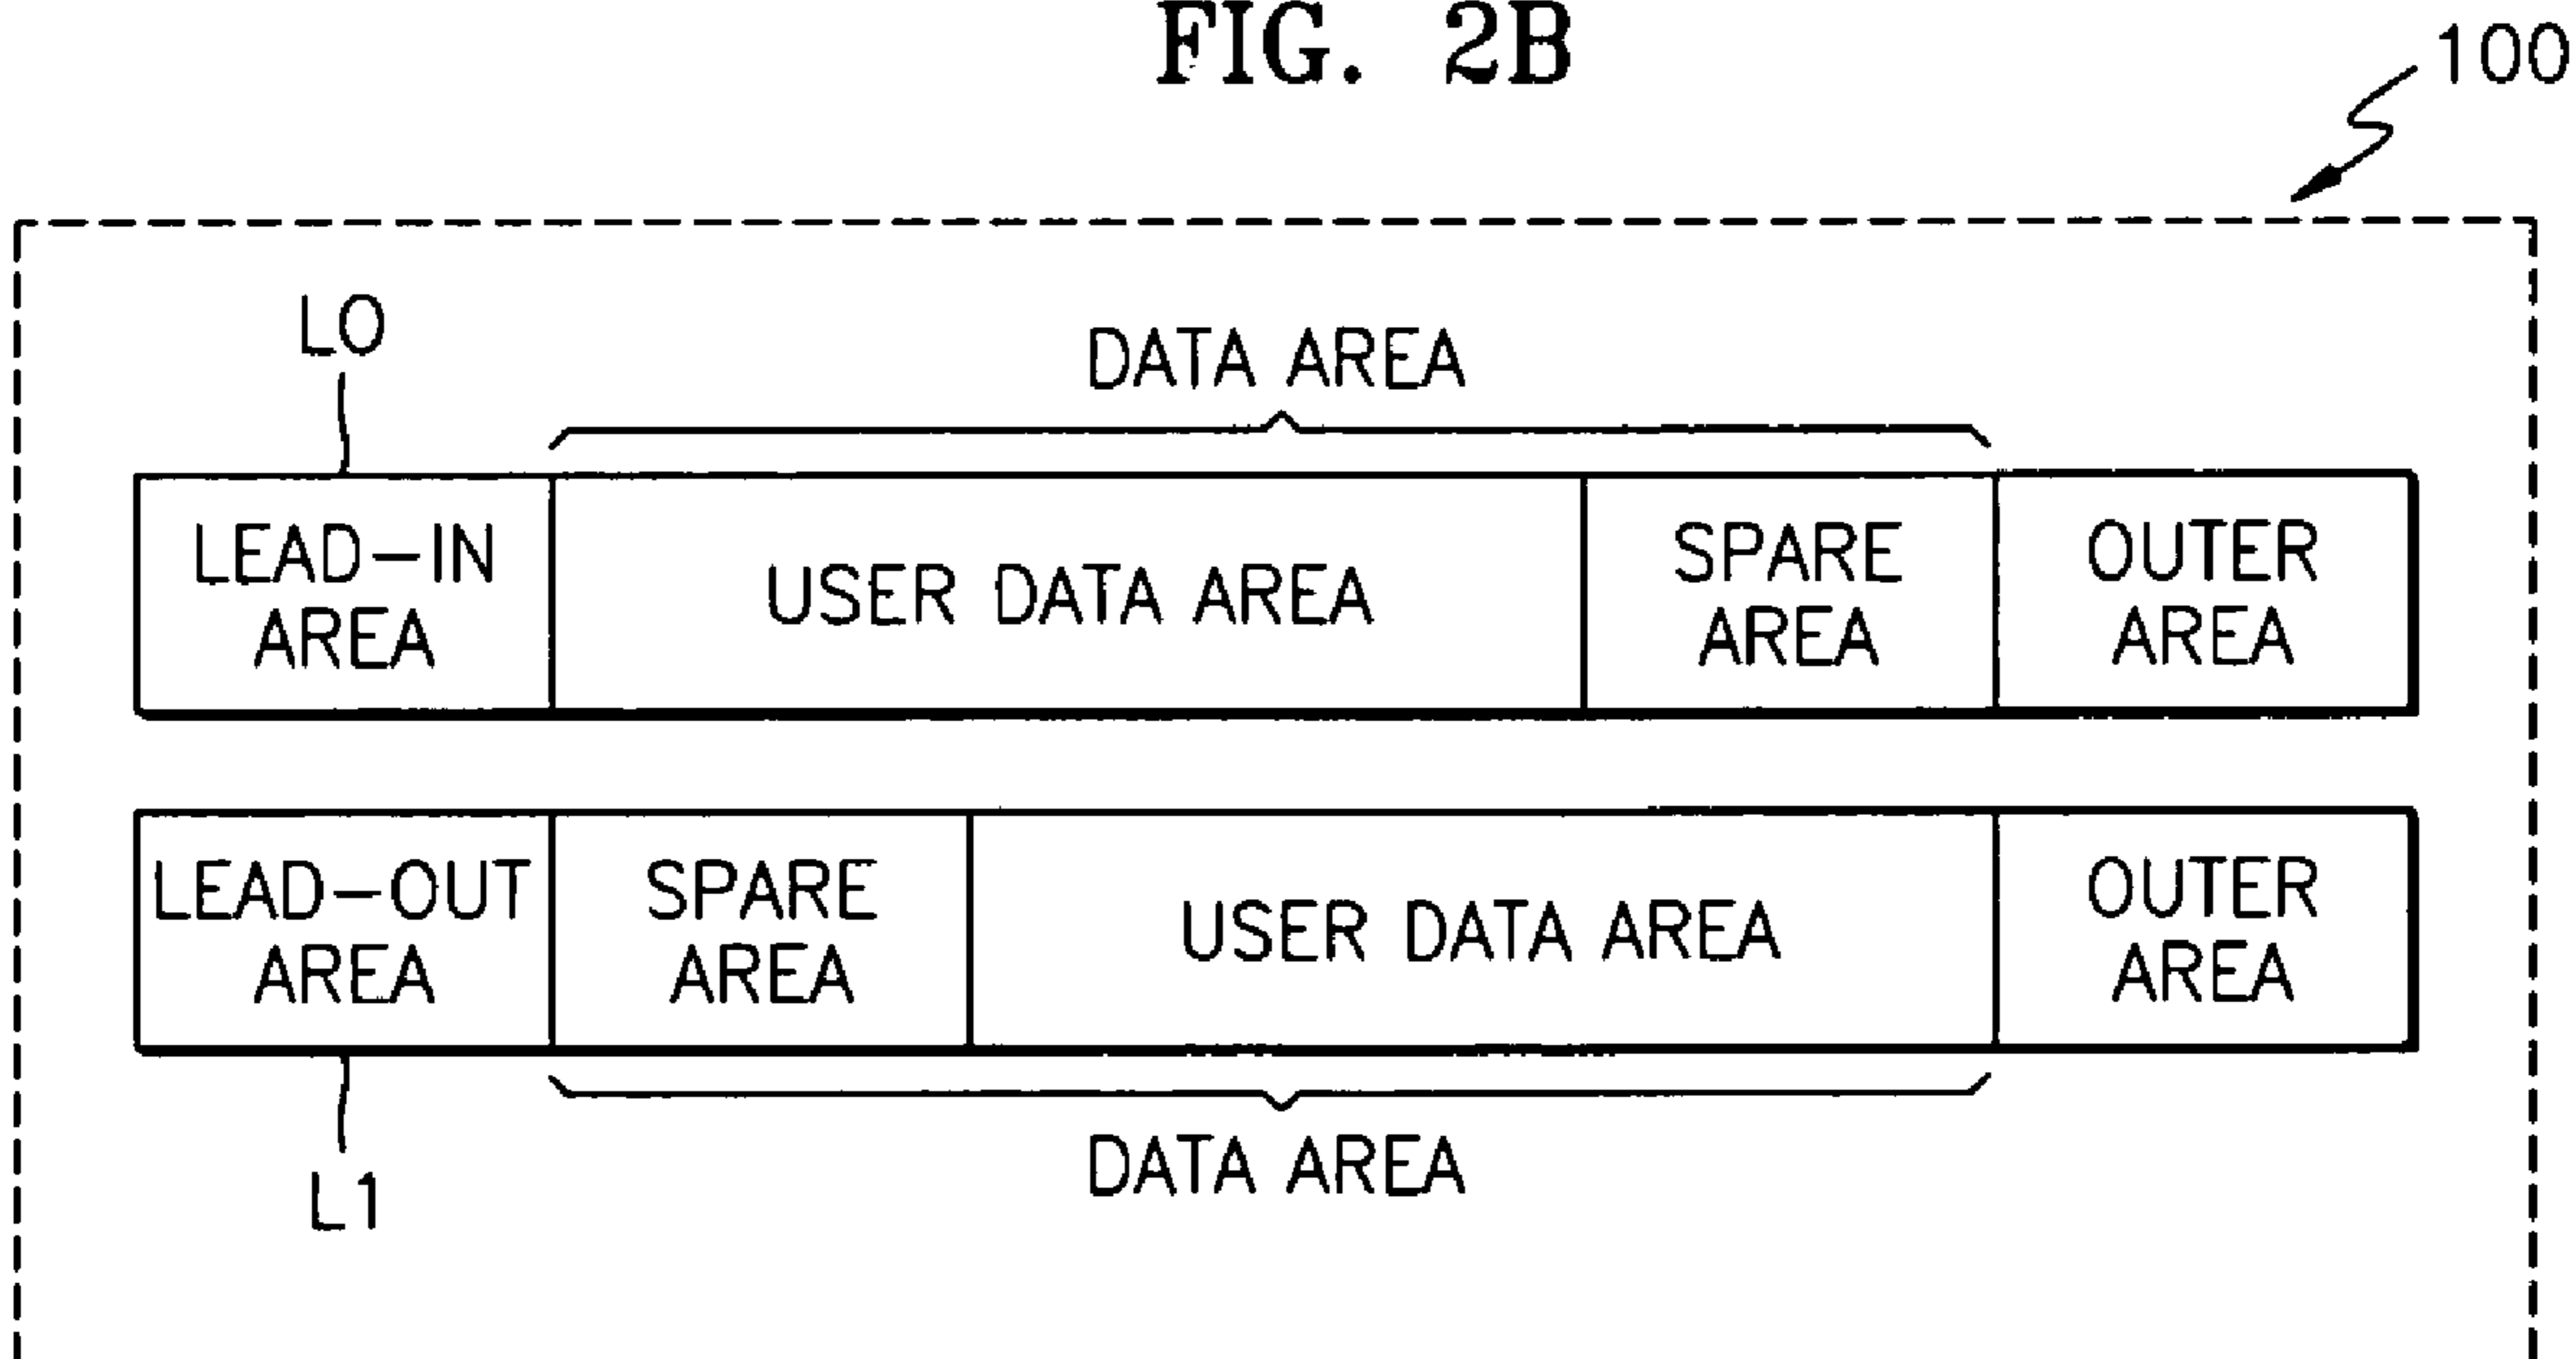 FIG. 2B
100
L0
DATA AREA
LEAD-IN
AREA
USER DATA AREA
SPARE
AREA
OUTER
AREA
LEAD-OUT
AREA
SPARE
AREA
USER DATA AREA
OUTER
AREA
DATA AREA
L1